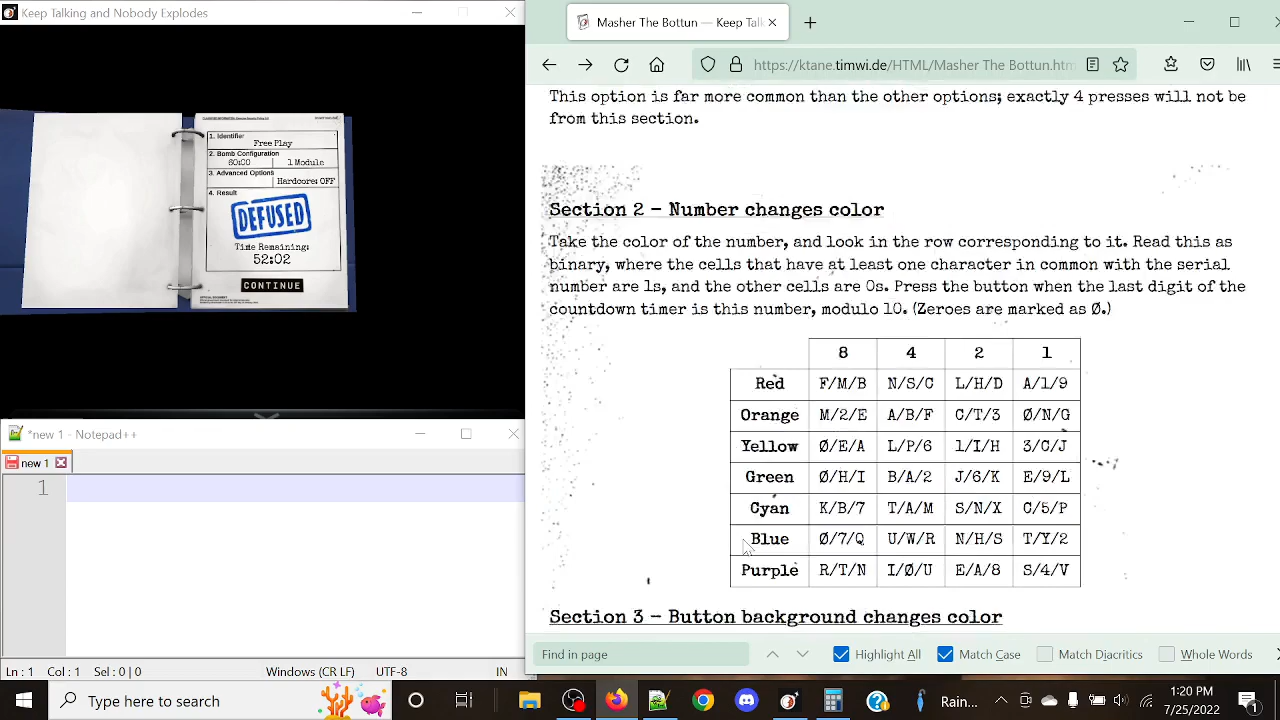 Keep Talking and Nobody Explodes
1. Identifier
Free Play
2. Bomb Configuration
60:00 1 Module
3. Advanced Options
Hardcore: OFF
4. Result
DEFUSED
Time Remaining:
52:02
CONTINUE
*new 1 - Notepad++
new 1
1
Ln : 1 Col : 1 Sel : 0 | 0 Windows (CR LF) UTF-8 IN
Masher The Bottun — Keep Talk
https://ktane.timwi.de/HTML/Masher The Bottun.htm
This option is far more common than the other options; exactly 4 presses will not be
from this section.
Section 2 – Number changes color
Take the color of the number, and look in the row corresponding to it. Read this as
binary, where the cells that have at least one character in common with the serial
number are 1s, and the other cells are 0s. Press the button when the last digit of the
countdown timer is this number, modulo 10. (Zeroes are marked as Ø.)
8 4 2 1
Red F/M/B N/S/C L/H/D A/1/9
Orange M/2/E A/B/F C/T/3 Ø/N/G
Yellow Ø/E/A L/P/6 1/I/H 3/C/J
Green Ø/H/I B/A/2 J/6/K E/9/L
Cyan K/B/7 T/A/M S/N/X C/5/P
Blue Ø/7/Q U/W/R N/H/S T/Y/2
Purple R/T/N I/Ø/U E/A/8 S/4/V
Section 3 – Button background changes color
Find in page Highlight All Match Case Match Diacritics Whole Words
Type here to search
Rain...
1:20 PM
7/25/2022